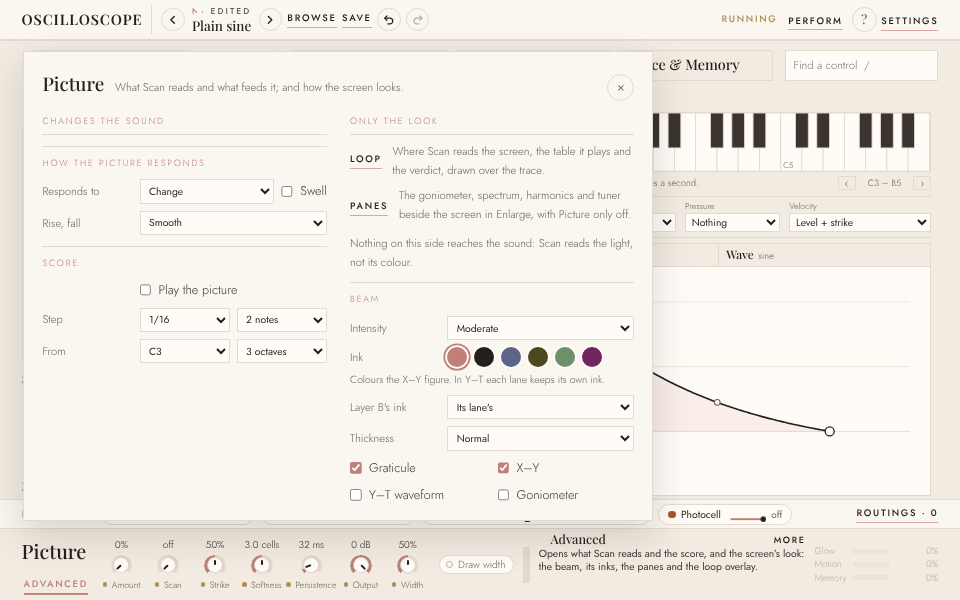 OSCILLOSCOPE
EDITED
Plain sine
BROWSE SAVE
RUNNING
PERFORM
?
SETTINGS
ce & Memory
Find a control /
Picture
What Scan reads and what feeds it; and how the screen looks.
×
CHANGES THE SOUND
HOW THE PICTURE RESPONDS
Responds to
Change
Swell
Rise, fall
Smooth
SCORE
Play the picture
Step
1/16
2 notes
From
C3
3 octaves
ONLY THE LOOK
LOOP
Where Scan reads the screen, the table it plays and
the verdict, drawn over the trace.
PANES
The goniometer, spectrum, harmonics and tuner
beside the screen in Enlarge, with Picture only off.
Nothing on this side reaches the sound: Scan reads the light,
not its colour.
BEAM
Intensity
Moderate
Ink
Colours the X–Y figure. In Y–T each lane keeps its own ink.
Layer B's ink
Its lane's
Thickness
Normal
Graticule
X–Y
Y–T waveform
Goniometer
C5
s a second.
C3 – B5
Pressure
Nothing
Velocity
Level + strike
Wave sine
Photocell
off
ROUTINGS · 0
Picture
ADVANCED
0%
Amount
off
Scan
50%
Strike
3.0 cells
Softness
32 ms
Persistence
0 dB
Output
50%
Width
Draw width
Advanced
MORE
Opens what Scan reads and the score, and the screen's look:
the beam, its inks, the panes and the loop overlay.
Glow 0%
Motion 0%
Memory 0%